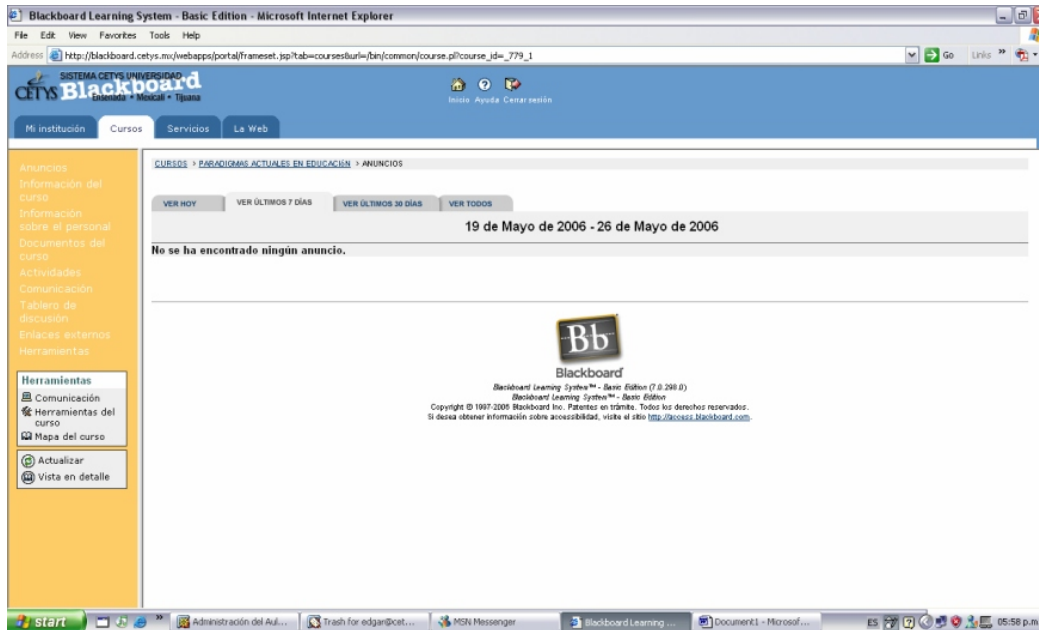 Blackboard Learning System - Basic Edition - Microsoft Internet Explorer
File Edit View Favorites Tools Help
Address http://blackboard.cetys.mx/webapps/portal/frameset.jsp?tab=courses&url=/bin/common/course.pl?course_id=_779_1 Go Links »
SISTEMA CETYS UNIVERSIDAD
CETYS Blackboard
Ensenada • Mexicali • Tijuana
Inicio Ayuda Cerrar sesión
Mi institución Cursos Servicios La Web
CURSOS > PARADIGMAS ACTUALES EN EDUCACIóN > ANUNCIOS
Anuncios
Información del
curso
Información
sobre el personal
Documentos del
curso
Actividades
Comunicación
Tablero de
discusión
Enlaces externos
Herramientas
Herramientas
Comunicación
Herramientas del
curso
Mapa del curso
Actualizar
Vista en detalle
VER HOY VER ÚLTIMOS 7 DÍAS VER ÚLTIMOS 30 DÍAS VER TODOS
19 de Mayo de 2006 - 26 de Mayo de 2006
No se ha encontrado ningún anuncio.
Bb
Blackboard
Blackboard Learning System™ - Basic Edition (7.0.298.0)
Blackboard Learning System™ - Basic Edition
Copyright © 1997-2006 Blackboard Inc. Patentes en trámite. Todos los derechos reservados.
Si desea obtener información sobre accessibilidad, visite el sitio http://access.blackboard.com.
start » Administración del Aul... Trash for edgar@cet... MSN Messenger Blackboard Learning ... Document1 - Microsof... ES 05:58 p.m.